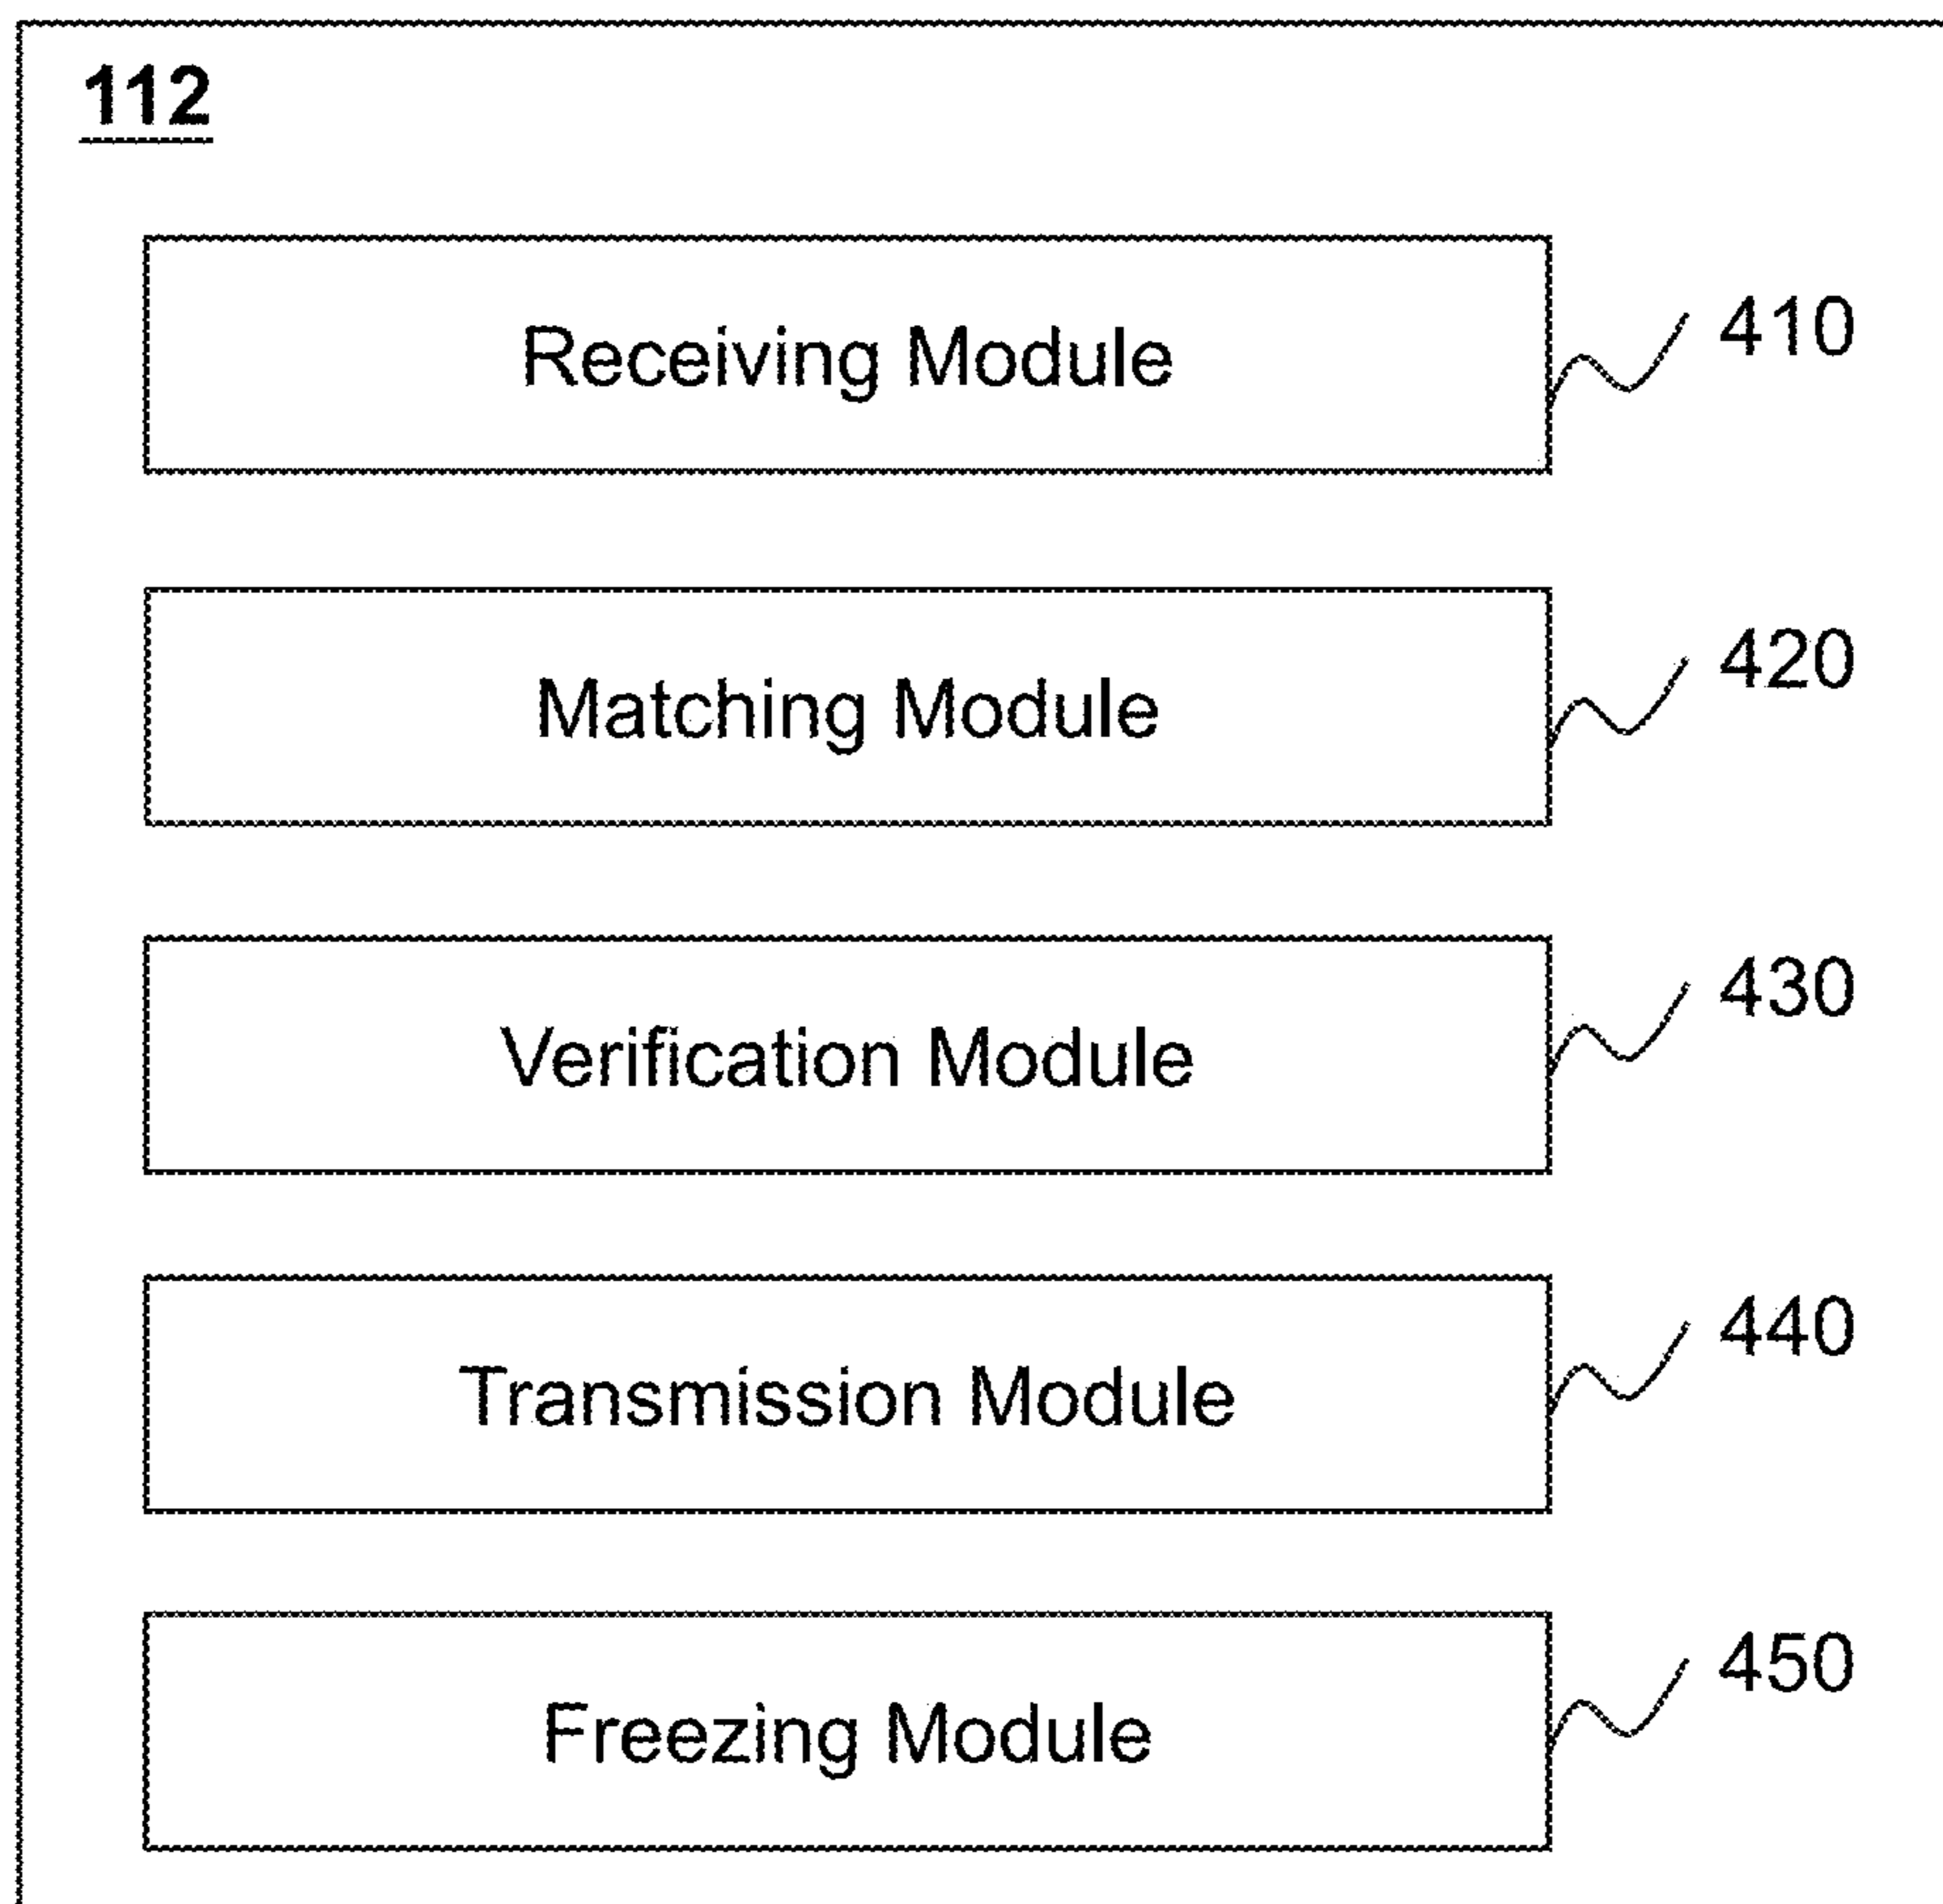 112
Receiving Module
410
Matching Module
420
Verification Module
430
Transmission Module
440
Freezing Module
450